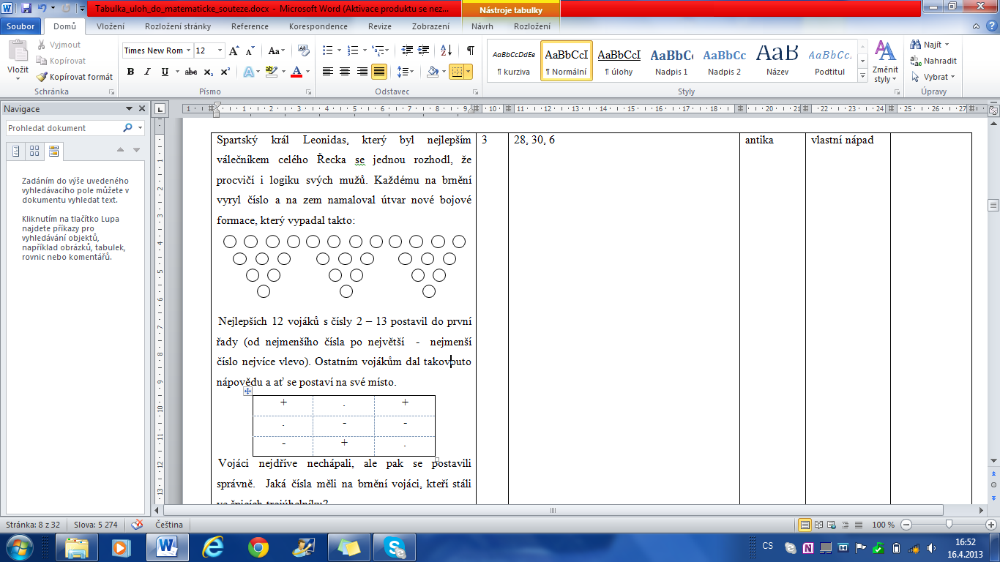 Tabulka_uloh_do_matematicke_souteze.docx - Microsoft Word (Aktivace produktu se nez...
Nástroje tabulky
Soubor Domů Vložení Rozložení stránky Reference Korespondence Revize Zobrazení Návrh Rozložení
Vložit
Vyjmout
Kopírovat
Kopírovat formát
Schránka
Times New Rom 12
Písmo
Odstavec
AaBbCcDdEe AaBbCcI AaBbCcI AaBbCc AaBbCc AaB AaBbCc.
¶ kurziva ¶ Normální ¶ úlohy Nadpis 1 Nadpis 2 Název Podtitul
Změnit styly
Styly
Najít
Nahradit
Vybrat
Úpravy
Navigace
Prohledat dokument
Zadáním do výše uvedeného
vyhledávacího pole můžete v
dokumentu vyhledat text.
Kliknutím na tlačítko Lupa
najdete příkazy pro
vyhledávání objektů,
například obrázků, tabulek,
rovnic nebo komentářů.
Spartský král Leonidas, který byl nejlepším
válečníkem celého Řecka se jednou rozhodl, že
procvičí i logiku svých mužů. Každému na brnění
vyryl číslo a na zem namaloval útvar nové bojové
formace, který vypadal takto:
3
28, 30, 6
antika
vlastní nápad
Nejlepších 12 vojáků s čísly 2 – 13 postavil do první
řady (od nejmenšího čísla po největší - nejmenší
číslo nejvíce vlevo). Ostatním vojákům dal takovouto
nápovědu a ať se postaví na své místo.
+ . +
. - -
- + .
Vojáci nejdříve nechápali, ale pak se postavili
správně. Jaká čísla měli na brnění vojáci, kteří stáli
ve špicích trojúhelníku?
Stránka: 8 z 32 Slova: 5 274 Čeština 100 %
CS
16:52
16.4.2013